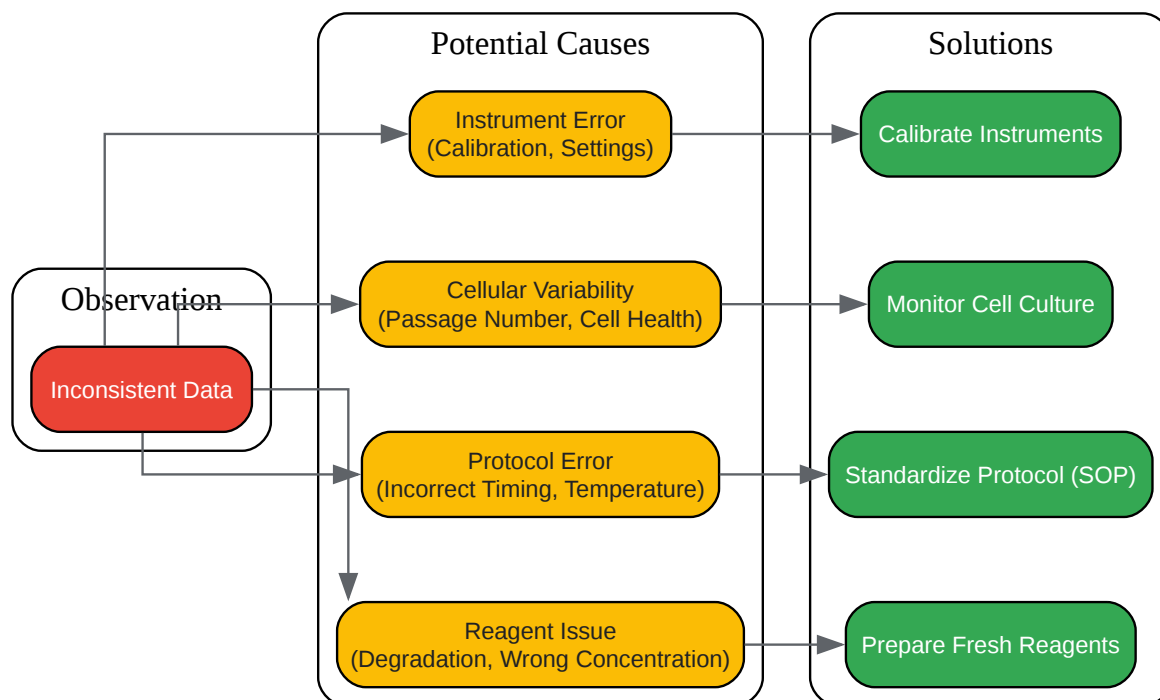 Potential Causes
Solutions
Instrument Error
(Calibration, Settings)
Calibrate Instruments
Observation
Cellular Variability
(Passage Number, Cell Health)
Monitor Cell Culture
Inconsistent Data
Protocol Error
(Incorrect Timing, Temperature)
Standardize Protocol (SOP)
Reagent Issue
(Degradation, Wrong Concentration)
Prepare Fresh Reagents